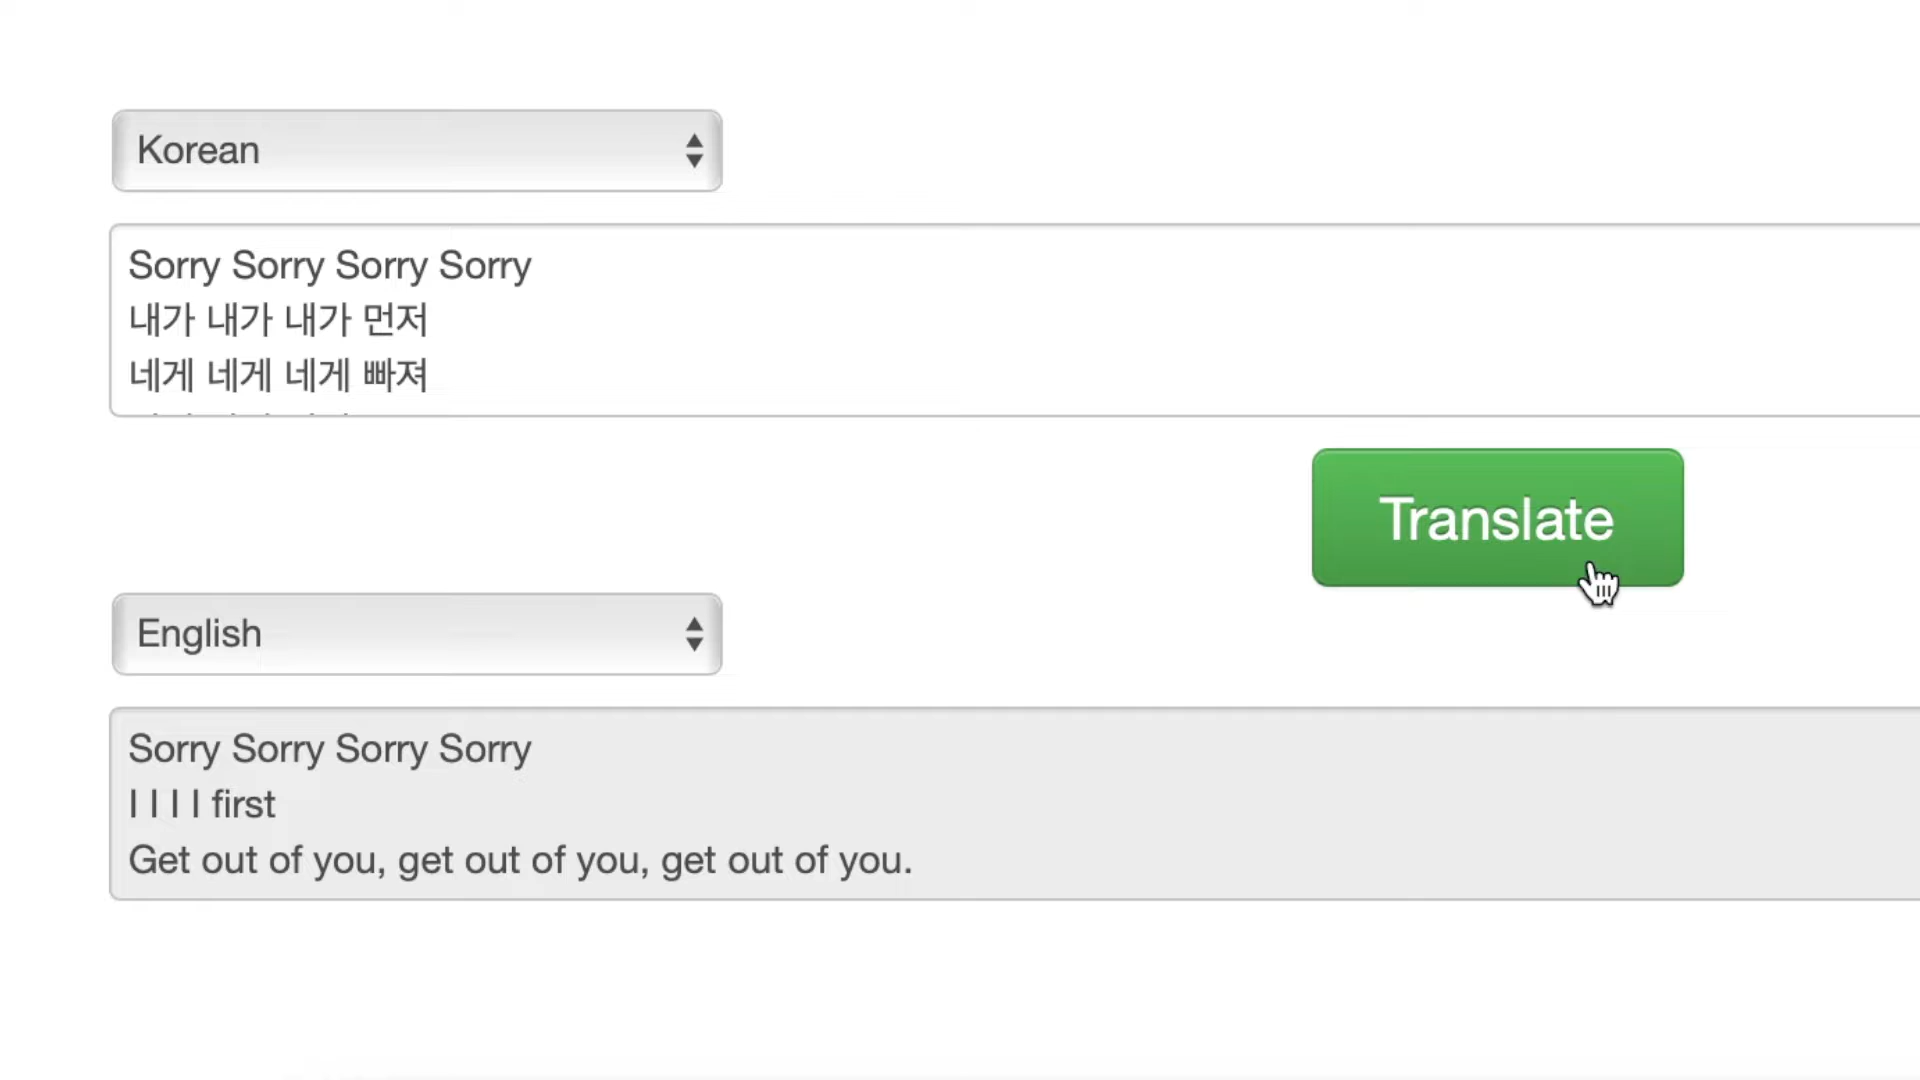 Korean
Sorry Sorry Sorry Sorry
내가 내가 내가 먼저
네게 네게 네게 빠져
Translate
English
Sorry Sorry Sorry Sorry
I I I I first
Get out of you, get out of you, get out of you.